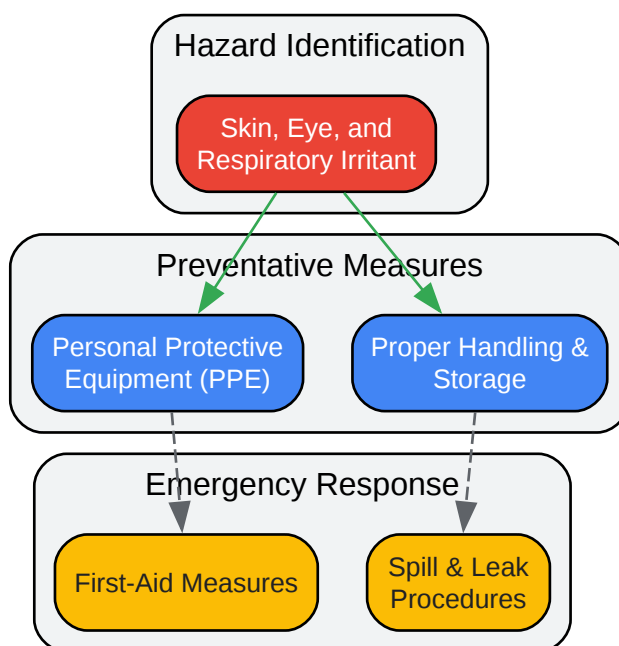 Hazard Identification
Skin, Eye, and
Respiratory Irritant
Preventative Measures
Personal Protective
Equipment (PPE)
Proper Handling &
Storage
Emergency Response
First-Aid Measures
Spill & Leak
Procedures